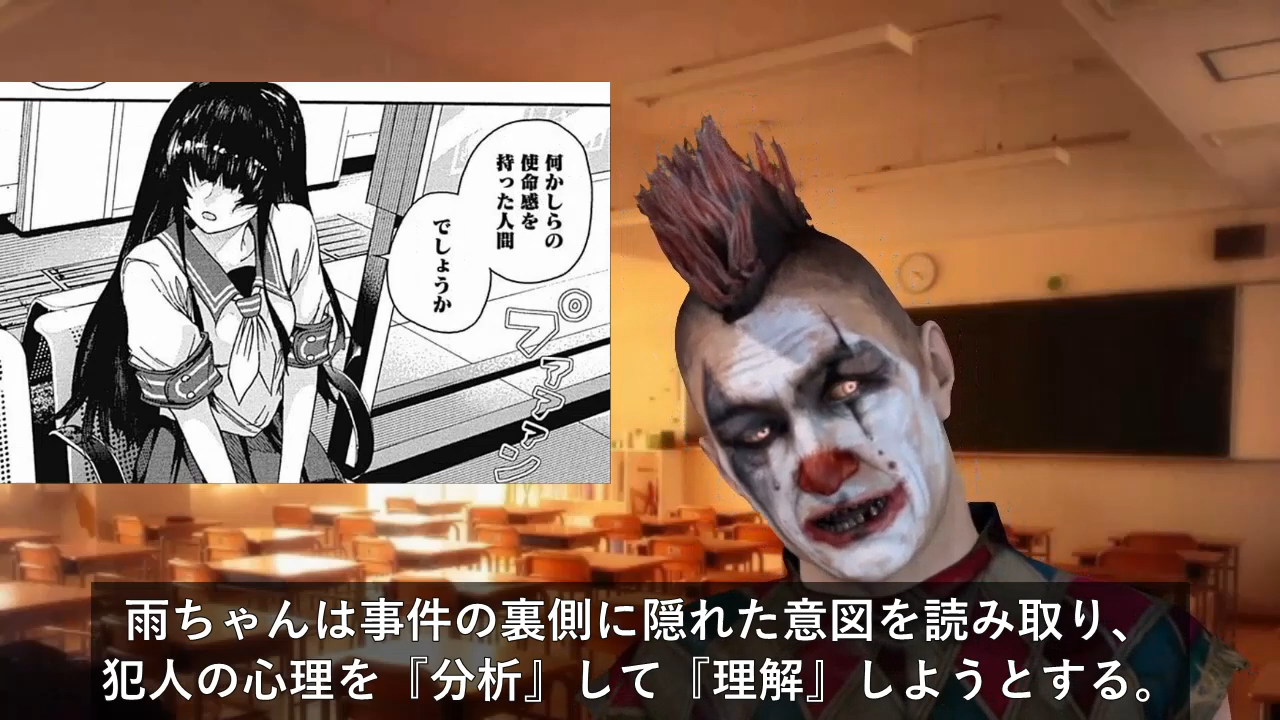 何かしらの
使命感を
持った人間
でしょうか
プァァァン
雨ちゃんは事件の裏側に隠れた意図を読み取り、
犯人の心理を『分析』して『理解』しようとする。